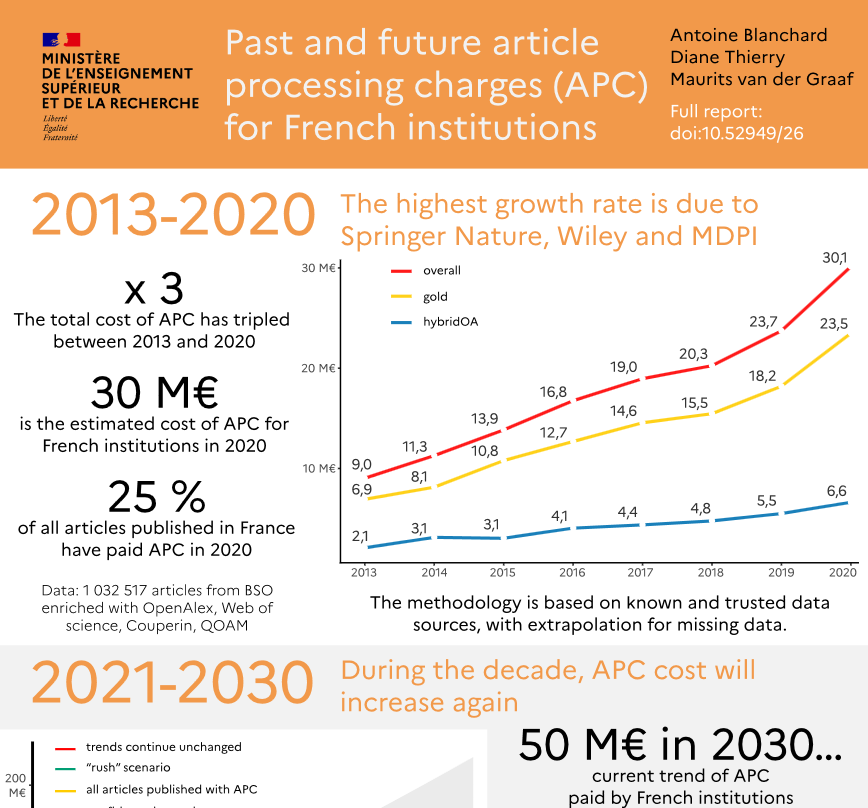 MINISTÈRE
DE L'ENSEIGNEMENT
SUPÉRIEUR
ET DE LA RECHERCHE
Liberté
Égalité
Fraternité
Past and future article
processing charges (APC)
for French institutions
Antoine Blanchard
Diane Thierry
Maurits van der Graaf
Full report:
doi:10.52949/26
2013-2020
The highest growth rate is due to
Springer Nature, Wiley and MDPI
x 3
The total cost of APC has tripled
between 2013 and 2020
30 M€
is the estimated cost of APC for
French institutions in 2020
25 %
of all articles published in France
have paid APC in 2020
Data: 1 032 517 articles from BSO
enriched with OpenAlex, Web of
science, Couperin, QOAM
30 M€
20 M€
10 M€
overall
gold
hybridOA
9,0
11,3
13,9
16,8
19,0
20,3
23,7
30,1
6,9
8,1
10,8
12,7
14,6
15,5
18,2
23,5
2,1
3,1
3,1
4,1
4,4
4,8
5,5
6,6
2013 2014 2015 2016 2017 2018 2019 2020
The methodology is based on known and trusted data
sources, with extrapolation for missing data.
2021-2030
During the decade, APC cost will
increase again
200
M€
trends continue unchanged
“rush” scenario
all articles published with APC
50 M€ in 2030...
current trend of APC
paid by French institutions